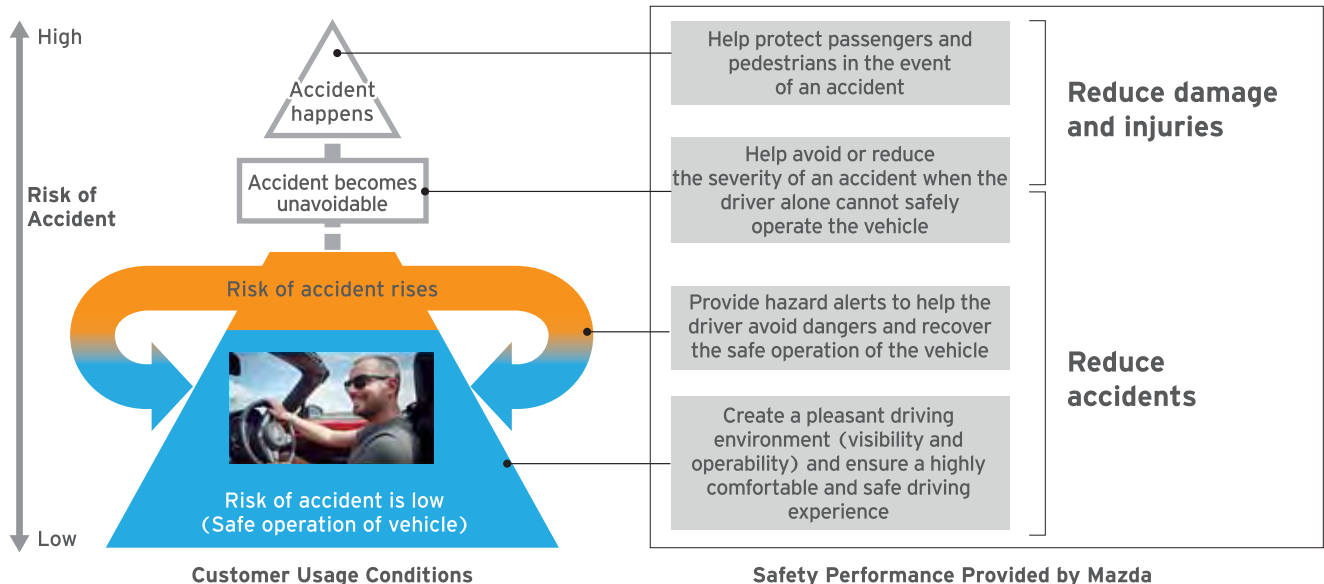 High
Risk of
Accident
Low
Accident
happens
Accident becomes
unavoidable
Risk of accident rises
Risk of accident is low
(Safe operation of vehicle)
Customer Usage Conditions
Help protect passengers and
pedestrians in the event
of an accident
Help avoid or reduce
the severity of an accident when the
driver alone cannot safely
operate the vehicle
Provide hazard alerts to help the
driver avoid dangers and recover
the safe operation of the vehicle
Create a pleasant driving
environment (visibility and
operability) and ensure a highly
comfortable and safe driving
experience
Reduce damage
and injuries
Reduce
accidents
Safety Performance Provided by Mazda